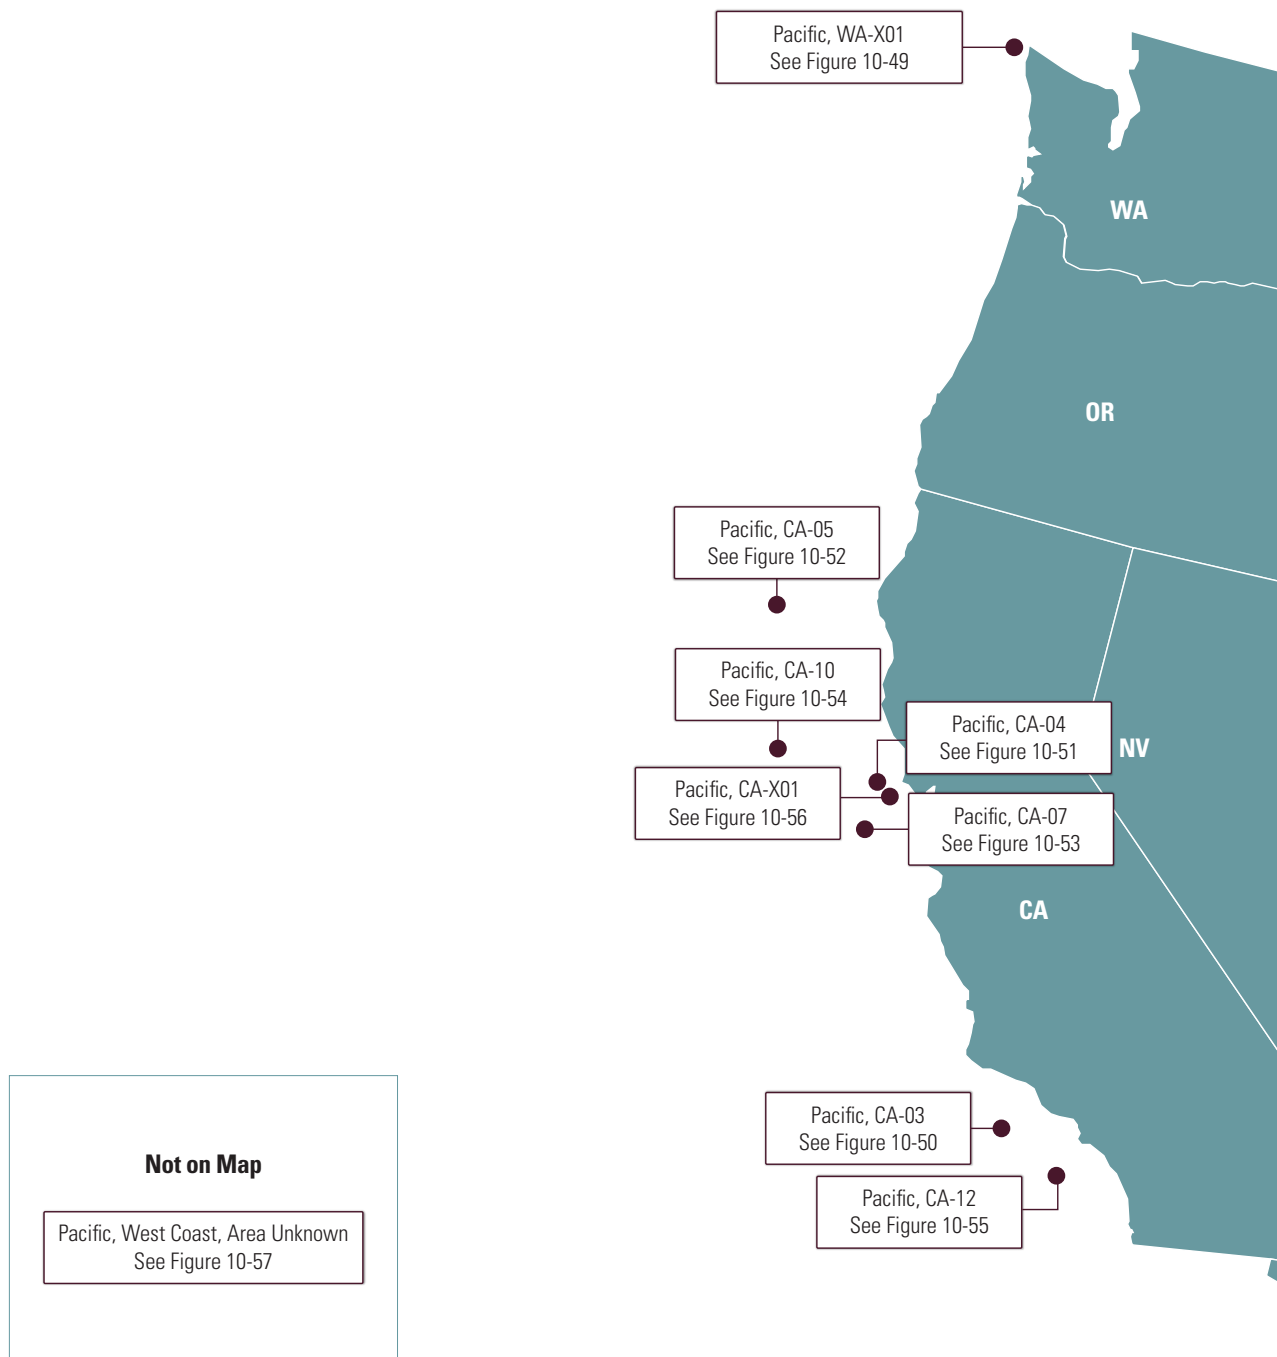 Pacific, WA-X01
See Figure 10-49
WA
OR
Pacific, CA-05
See Figure 10-52
Pacific, CA-10
See Figure 10-54
Pacific, CA-04
See Figure 10-51
NV
Pacific, CA-X01
See Figure 10-56
Pacific, CA-07
See Figure 10-53
CA
Pacific, CA-03
See Figure 10-50
Pacific, CA-12
See Figure 10-55
Not on Map
Pacific, West Coast, Area Unknown
See Figure 10-57